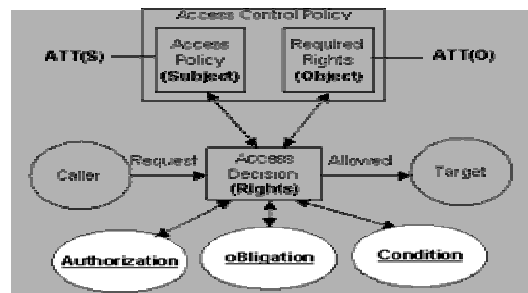 Access Control Policy
ATT(S)
Access
Policy
(Subject)
Required
Rights
(Object)
ATT(O)
Caller
Request
Access
Decision
(Rights)
Allowed
Target
Authorization
oBligation
Condition